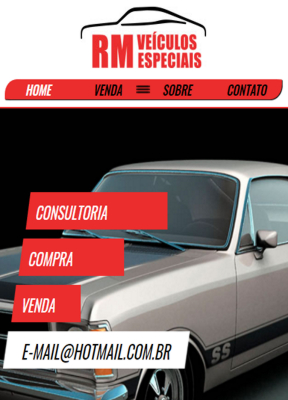 RM VEÍCULOS
ESPECIAIS
HOME VENDA SOBRE CONTATO
CONSULTORIA
COMPRA
VENDA
E-MAIL@HOTMAIL.COM.BR
SS